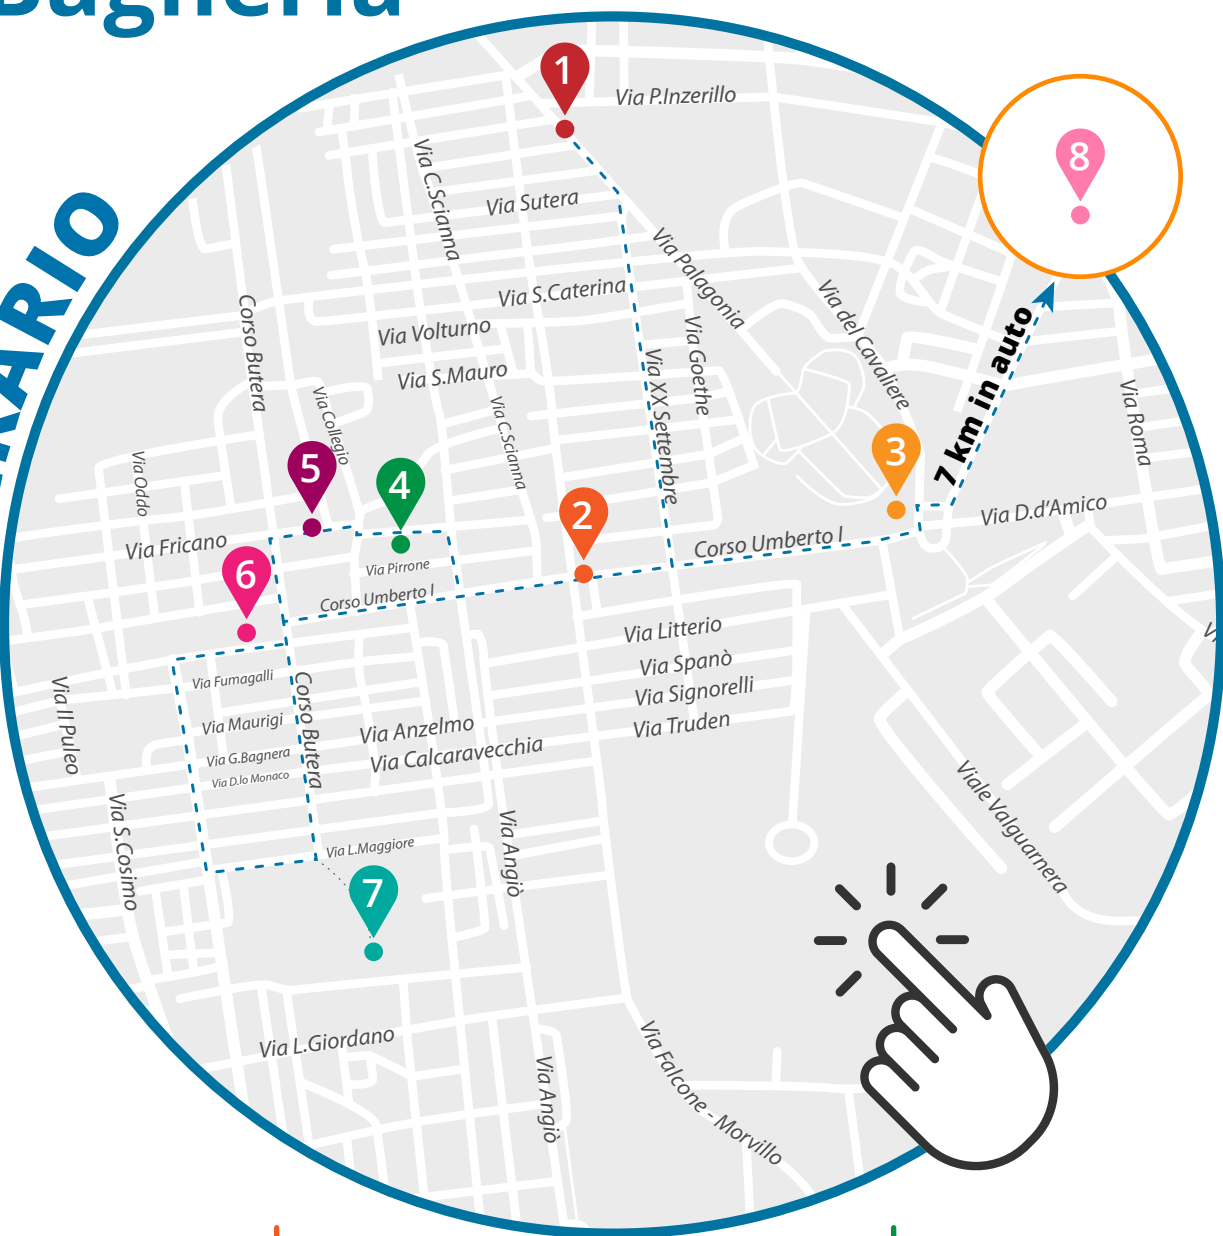 Bagheria
1
Via P.Inzerillo
8
Via C.Scianna
Via Sutera
Via Palagonia
Via S.Caterina
Via del Cavaliere
Corso Butera
Via Volturno
Via Goethe
7 km in auto
Via S.Mauro
Via XX Settembre
Via Roma
Via Collegio
Via C.Scianna
3
5
4
Via Oddo
2
Via D.d'Amico
Via Fricano
Corso Umberto I
6
Via Pirrone
Corso Umberto I
Via Litterio
Via Spanò
Via Fumagalli
Via Signorelli
Via II Puleo
Corso Butera
Via Maurigi
Via Anzelmo
Via Truden
Via G.Bagnera
Via Calcaravecchia
Via D.lo Monaco
Viale Valguarnera
Via S.Cosimo
Via L.Maggiore
Via Angiò
7
Via L.Giordano
Via Falcone - Morvillo
Via Angiò